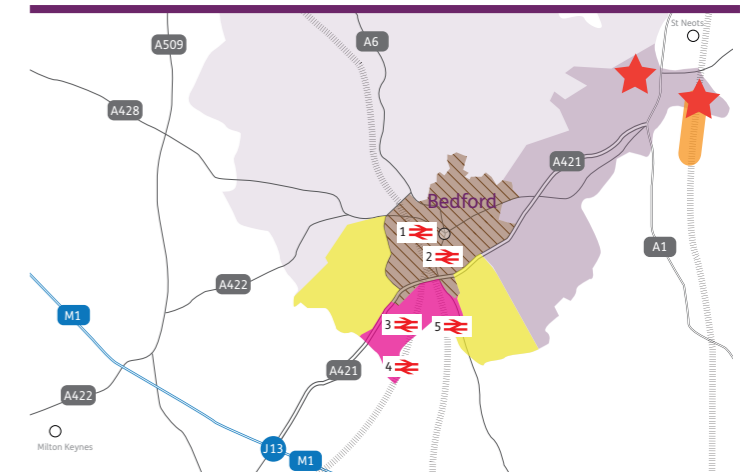 St Neots
A509
A6
A428
A421
Bedford
1
2
A1
A422
M1
3
5
4
A421
A422
Milton Keynes
J13
M1